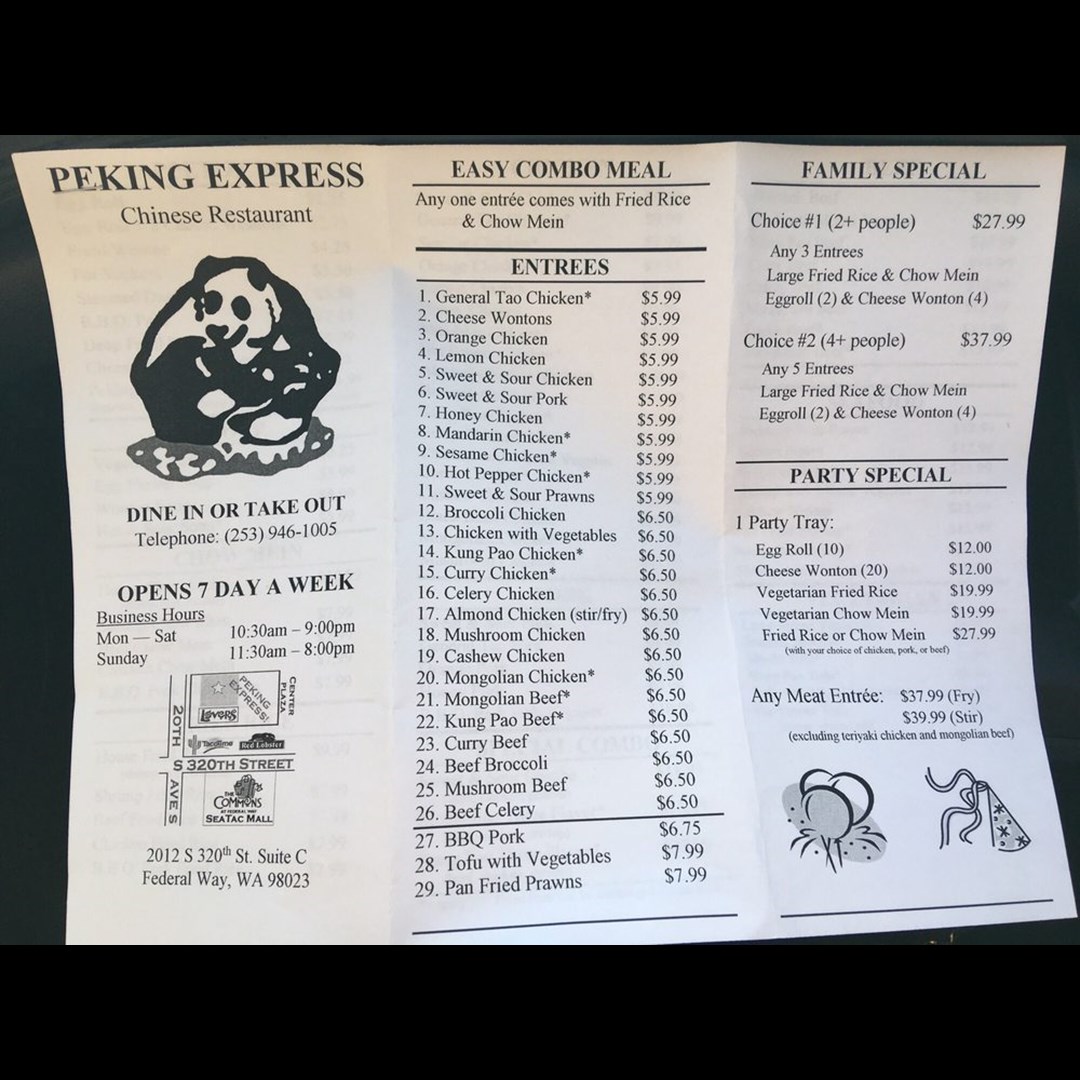 PEKING EXPRESS
Chinese Restaurant
DINE IN OR TAKE OUT
Telephone: (253) 946-1005
OPENS 7 DAY A WEEK
Business Hours
Mon — Sat 10:30am – 9:00pm
Sunday 11:30am – 8:00pm
PEKING EXPRESS!
CENTER PLAZA
LOVERS
20TH
TacoTime
Red Lobster
S 320TH STREET
AVE S
THE COMMONS
AT FEDERAL WAY
SEATAC MALL
2012 S 320th St. Suite C
Federal Way, WA 98023
EASY COMBO MEAL
Any one entrée comes with Fried Rice
& Chow Mein
ENTREES
1. General Tao Chicken* $5.99
2. Cheese Wontons $5.99
3. Orange Chicken $5.99
4. Lemon Chicken $5.99
5. Sweet & Sour Chicken $5.99
6. Sweet & Sour Pork $5.99
7. Honey Chicken $5.99
8. Mandarin Chicken* $5.99
9. Sesame Chicken* $5.99
10. Hot Pepper Chicken* $5.99
11. Sweet & Sour Prawns $5.99
12. Broccoli Chicken $6.50
13. Chicken with Vegetables $6.50
14. Kung Pao Chicken* $6.50
15. Curry Chicken* $6.50
16. Celery Chicken $6.50
17. Almond Chicken (stir/fry) $6.50
18. Mushroom Chicken $6.50
19. Cashew Chicken $6.50
20. Mongolian Chicken* $6.50
21. Mongolian Beef* $6.50
22. Kung Pao Beef* $6.50
23. Curry Beef $6.50
24. Beef Broccoli $6.50
25. Mushroom Beef $6.50
26. Beef Celery $6.50
27. BBQ Pork $6.75
28. Tofu with Vegetables $7.99
29. Pan Fried Prawns $7.99
FAMILY SPECIAL
Choice #1 (2+ people) $27.99
Any 3 Entrees
Large Fried Rice & Chow Mein
Eggroll (2) & Cheese Wonton (4)
Choice #2 (4+ people) $37.99
Any 5 Entrees
Large Fried Rice & Chow Mein
Eggroll (2) & Cheese Wonton (4)
PARTY SPECIAL
1 Party Tray:
Egg Roll (10) $12.00
Cheese Wonton (20) $12.00
Vegetarian Fried Rice $19.99
Vegetarian Chow Mein $19.99
Fried Rice or Chow Mein $27.99
(with your choice of chicken, pork, or beef)
Any Meat Entrée: $37.99 (Fry)
$39.99 (Stir)
(excluding teriyaki chicken and mongolian beef)